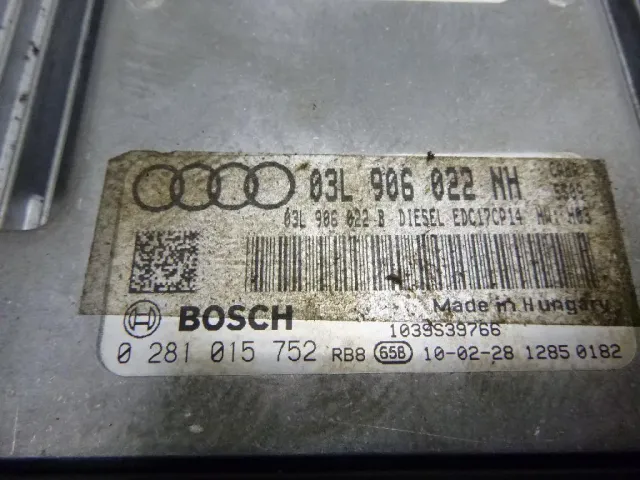 03L 906 022 NH
03L 906 022 B DIESEL EDC17CP14 HW: H03
Made in Hungary
BOSCH
1039S39766
0 281 015 752 RB8 65B 10-02-28 1285 0182